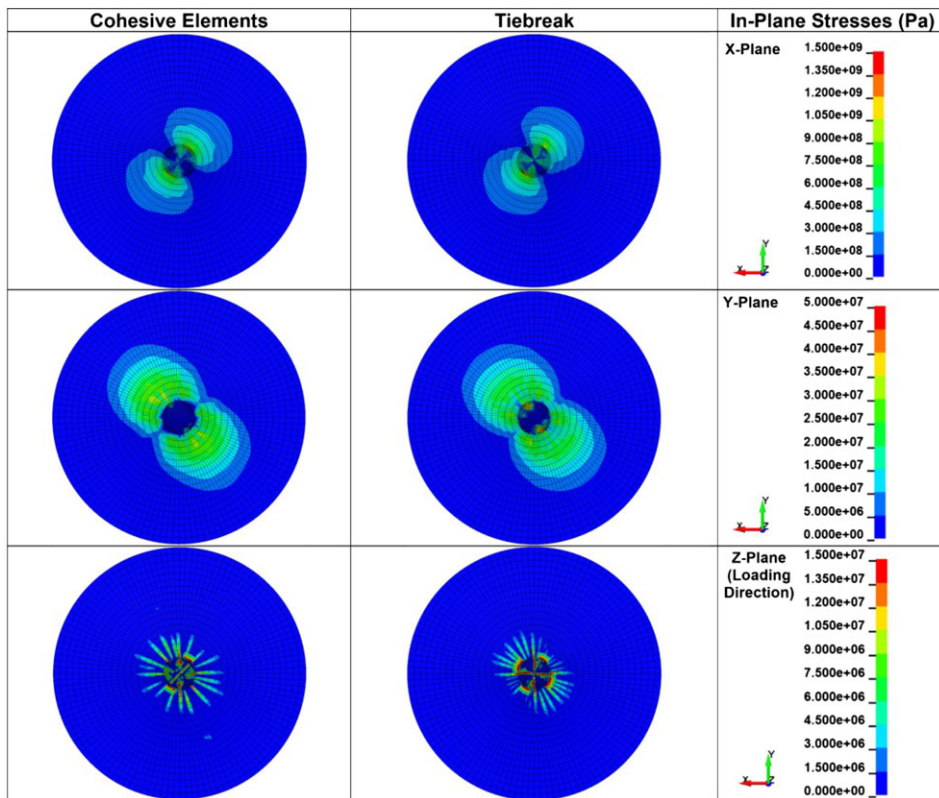 Cohesive Elements
Tiebreak
In-Plane Stresses (Pa)
X-Plane
1.500e+09
1.350e+09
1.200e+09
1.050e+09
9.000e+08
7.500e+08
6.000e+08
4.500e+08
3.000e+08
1.500e+08
0.000e+00
Y
X
Z
Y-Plane
5.000e+07
4.500e+07
4.000e+07
3.500e+07
3.000e+07
2.500e+07
2.000e+07
1.500e+07
1.000e+07
5.000e+06
0.000e+00
Y
X
Z
Z-Plane
(Loading
Direction)
1.500e+07
1.350e+07
1.200e+07
1.050e+07
9.000e+06
7.500e+06
6.000e+06
4.500e+06
3.000e+06
1.500e+06
0.000e+00
Y
X
Z